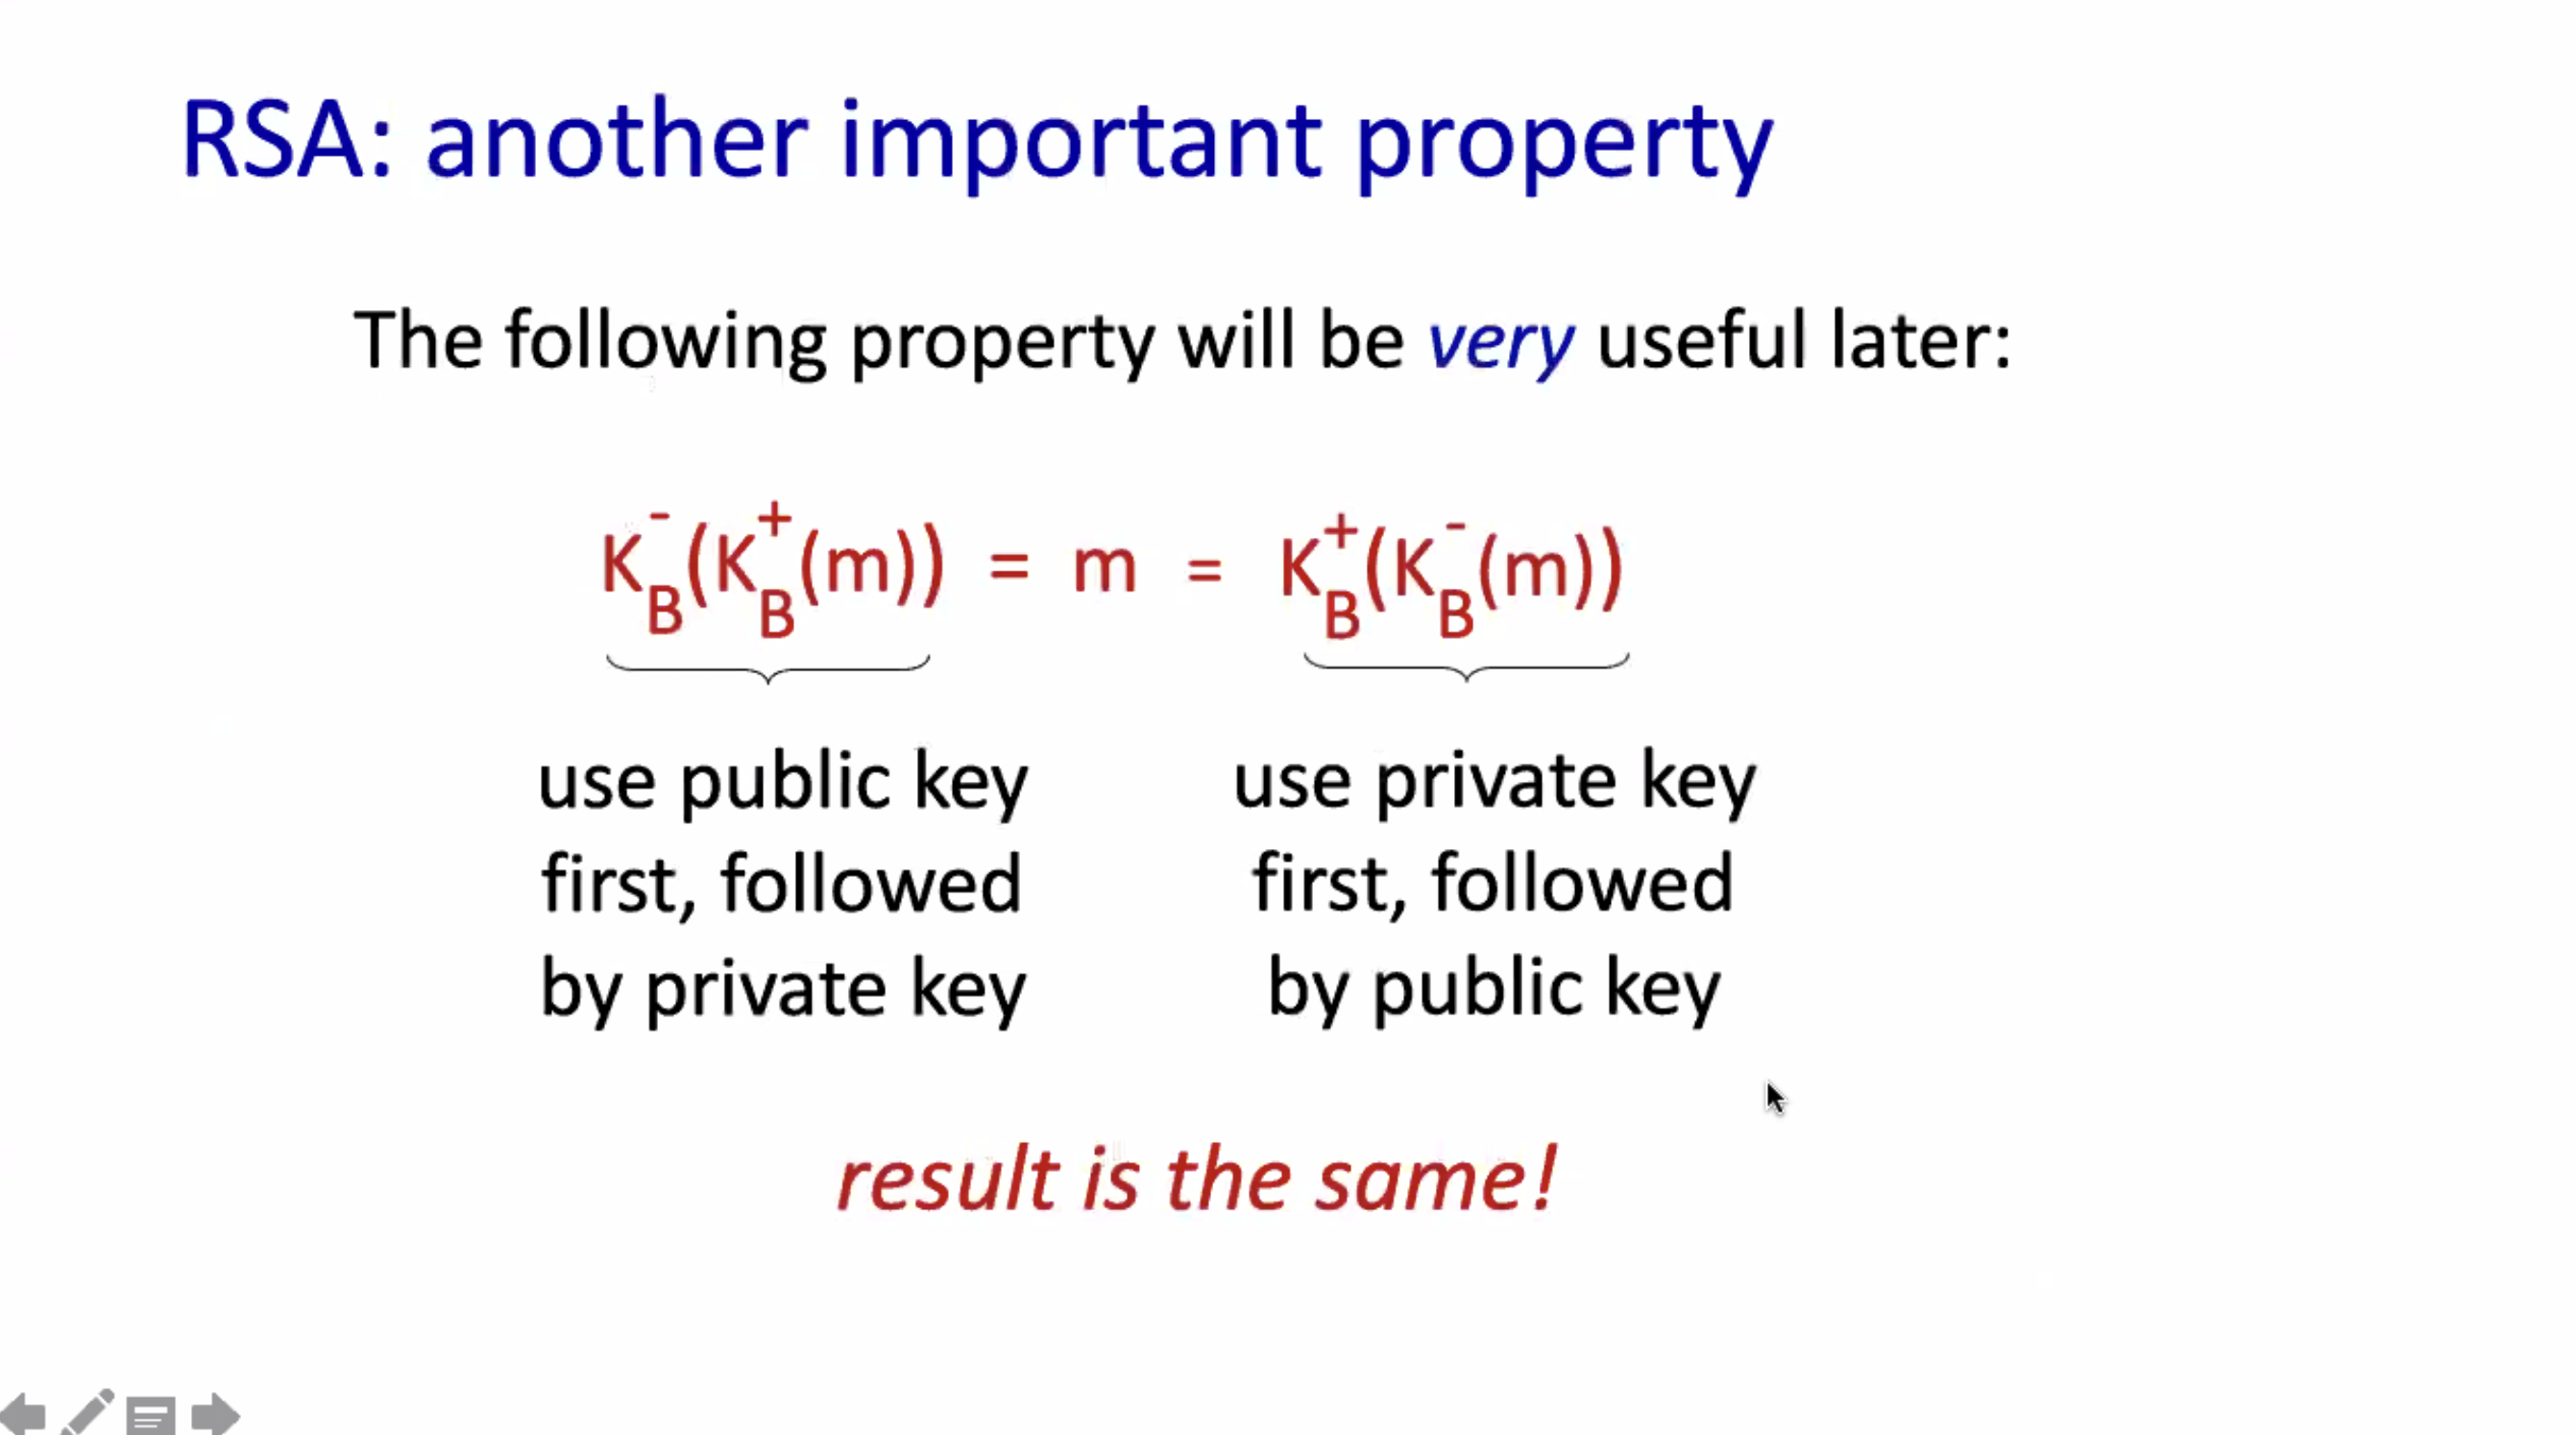 RSA: another important property
The following property will be very useful later:
K_B^-(K_B^+(m)) = m = K_B^+(K_B^-(m))
use public key first, followed by private key
use private key first, followed by public key
result is the same!